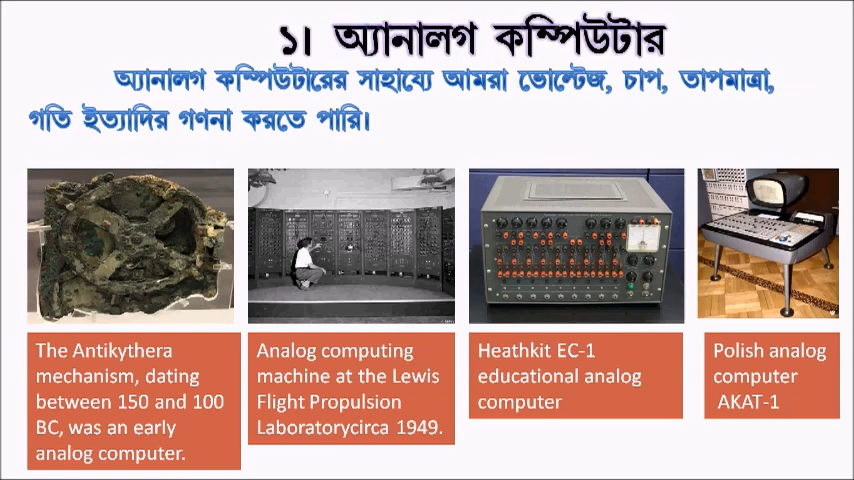 ১। অ্যানালগ কম্পিউটার
অ্যানালগ কম্পিউটারের সাহায্যে আমরা ভোল্টেজ, চাপ, তাপমাত্রা,
গতি ইত্যাদির গণনা করতে পারি।
The Antikythera
mechanism, dating
between 150 and 100
BC, was an early
analog computer.
Analog computing
machine at the Lewis
Flight Propulsion
Laboratorycirca 1949.
Heathkit EC-1
educational analog
computer
Polish analog
computer
AKAT-1